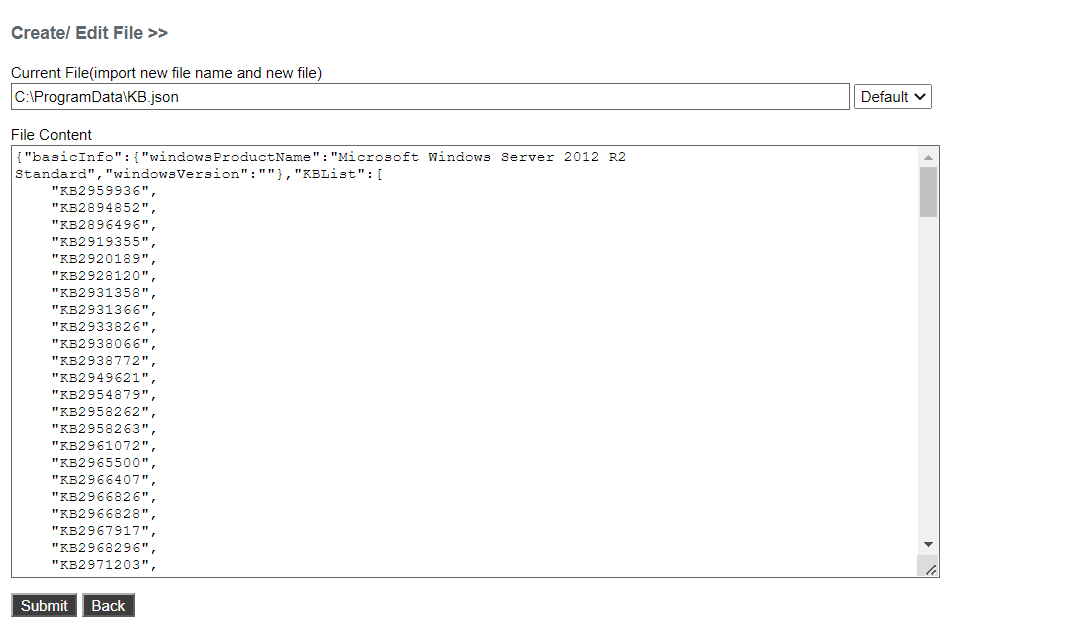 Create/ Edit File >>
Current File(import new file name and new file)
C:\ProgramData\KB.json
Default
File Content
{"basicInfo":{"windowsProductName":"Microsoft Windows Server 2012 R2
Standard","windowsVersion":""},"KBList":[
"KB2959936",
"KB2894852",
"KB2896496",
"KB2919355",
"KB2920189",
"KB2928120",
"KB2931358",
"KB2931366",
"KB2933826",
"KB2938066",
"KB2938772",
"KB2949621",
"KB2954879",
"KB2958262",
"KB2958263",
"KB2961072",
"KB2965500",
"KB2966407",
"KB2966826",
"KB2966828",
"KB2967917",
"KB2968296",
"KB2971203",
Submit Back